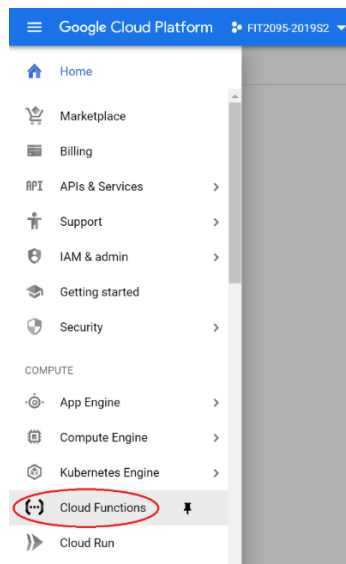 Google Cloud Platform FIT2095-2019S2
Home
Marketplace
Billing
API APIs & Services
Support
IAM & admin
Getting started
Security
COMPUTE
App Engine
Compute Engine
Kubernetes Engine
Cloud Functions
Cloud Run